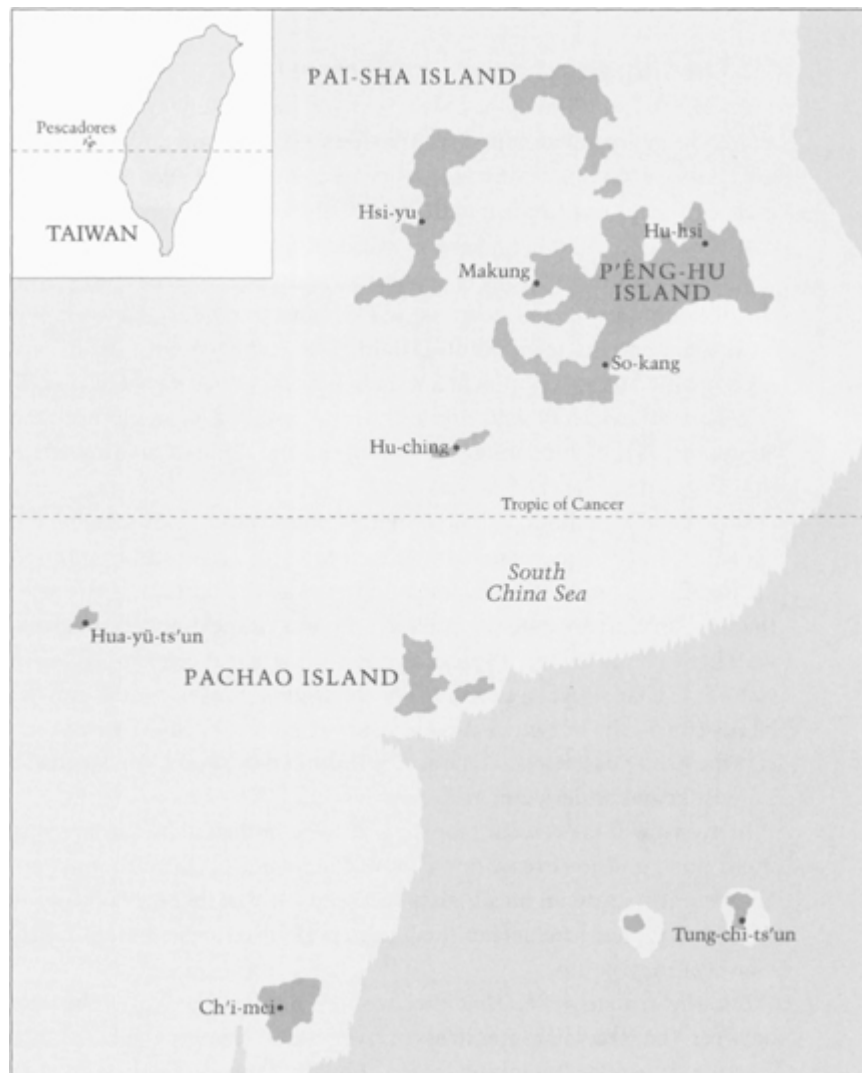 PAI-SHA ISLAND
Pescadores
TAIWAN
Hsi-yu
Hu-hsi
Makung
P'ÊNG-HU
ISLAND
So-kang
Hu-ching
Tropic of Cancer
South
China Sea
Hua-yü-ts'un
PACHAO ISLAND
Tung-chi-ts'un
Ch'i-mei